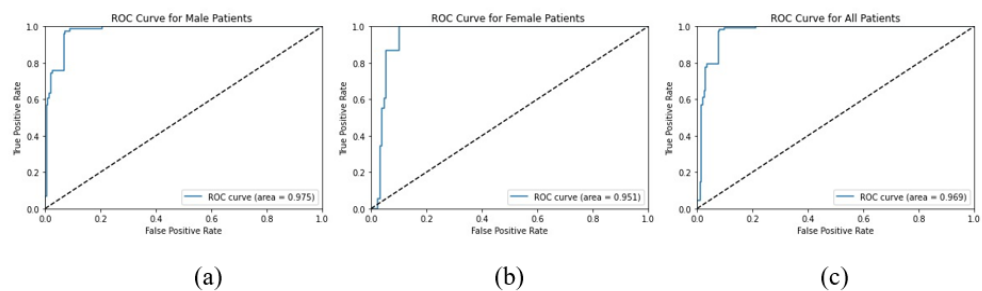 ROC Curve for Male Patients
1.0
0.8
0.6
0.4
0.2
0.0
True Positive Rate
0.0 0.2 0.4 0.6 0.8 1.0
False Positive Rate
ROC curve (area = 0.975)
(a)
ROC Curve for Female Patients
1.0
0.8
0.6
0.4
0.2
0.0
True Positive Rate
0.0 0.2 0.4 0.6 0.8 1.0
False Positive Rate
ROC curve (area = 0.951)
(b)
ROC Curve for All Patients
1.0
0.8
0.6
0.4
0.2
0.0
True Positive Rate
0.0 0.2 0.4 0.6 0.8 1.0
False Positive Rate
ROC curve (area = 0.969)
(c)